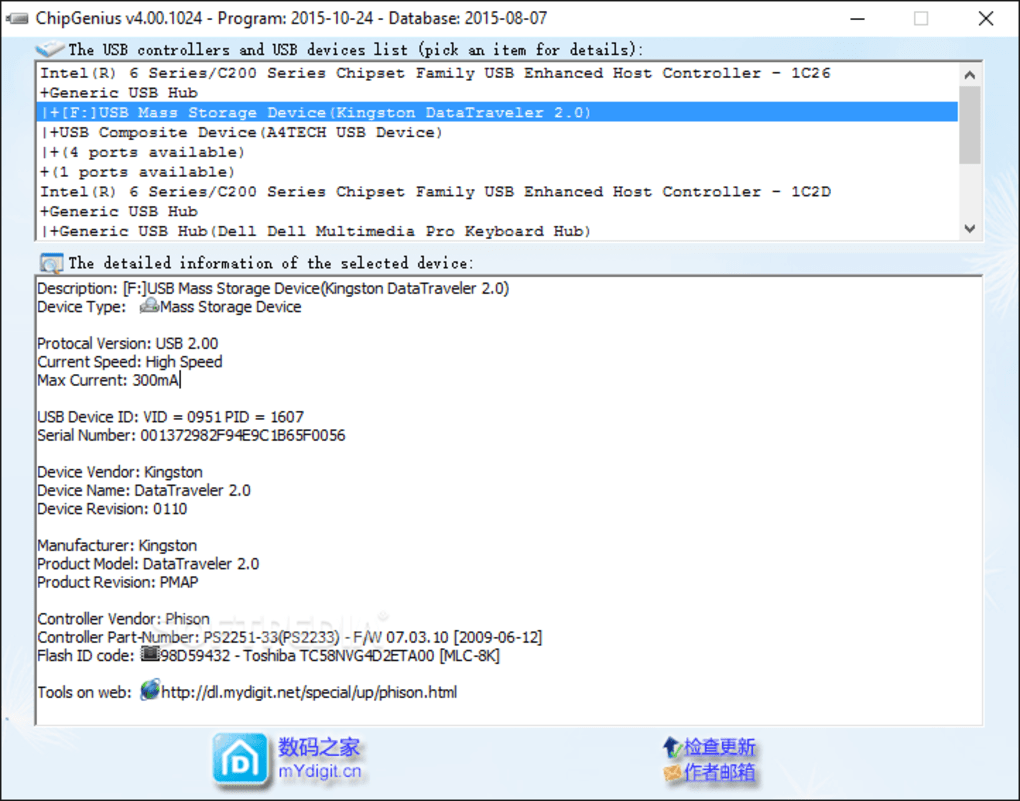 ChipGenius v4.00.1024 - Program: 2015-10-24 - Database: 2015-08-07
The USB controllers and USB devices list (pick an item for details):
Intel(R) 6 Series/C200 Series Chipset Family USB Enhanced Host Controller - 1C26
+Generic USB Hub
|+[F:]USB Mass Storage Device(Kingston DataTraveler 2.0)
|+USB Composite Device(A4TECH USB Device)
|+(4 ports available)
+(1 ports available)
Intel(R) 6 Series/C200 Series Chipset Family USB Enhanced Host Controller - 1C2D
+Generic USB Hub
|+Generic USB Hub(Dell Dell Multimedia Pro Keyboard Hub)
The detailed information of the selected device:
Description: [F:]USB Mass Storage Device(Kingston DataTraveler 2.0)
Device Type: Mass Storage Device
Protocal Version: USB 2.00
Current Speed: High Speed
Max Current: 300mA
USB Device ID: VID = 0951 PID = 1607
Serial Number: 001372982F94E9C1B65F0056
Device Vendor: Kingston
Device Name: DataTraveler 2.0
Device Revision: 0110
Manufacturer: Kingston
Product Model: DataTraveler 2.0
Product Revision: PMAP
Controller Vendor: Phison
SOFTPEDIA®
Controller Part-Number: PS2251-33(PS2233) - F/W 07.03.10 [2009-06-12]
Flash ID code: 98D59432 - Toshiba TC58NVG4D2ETA00 [MLC-8K]
Tools on web: http://dl.mydigit.net/special/up/phison.html
数码之家
mYdigit.cn
检查更新
作者邮箱